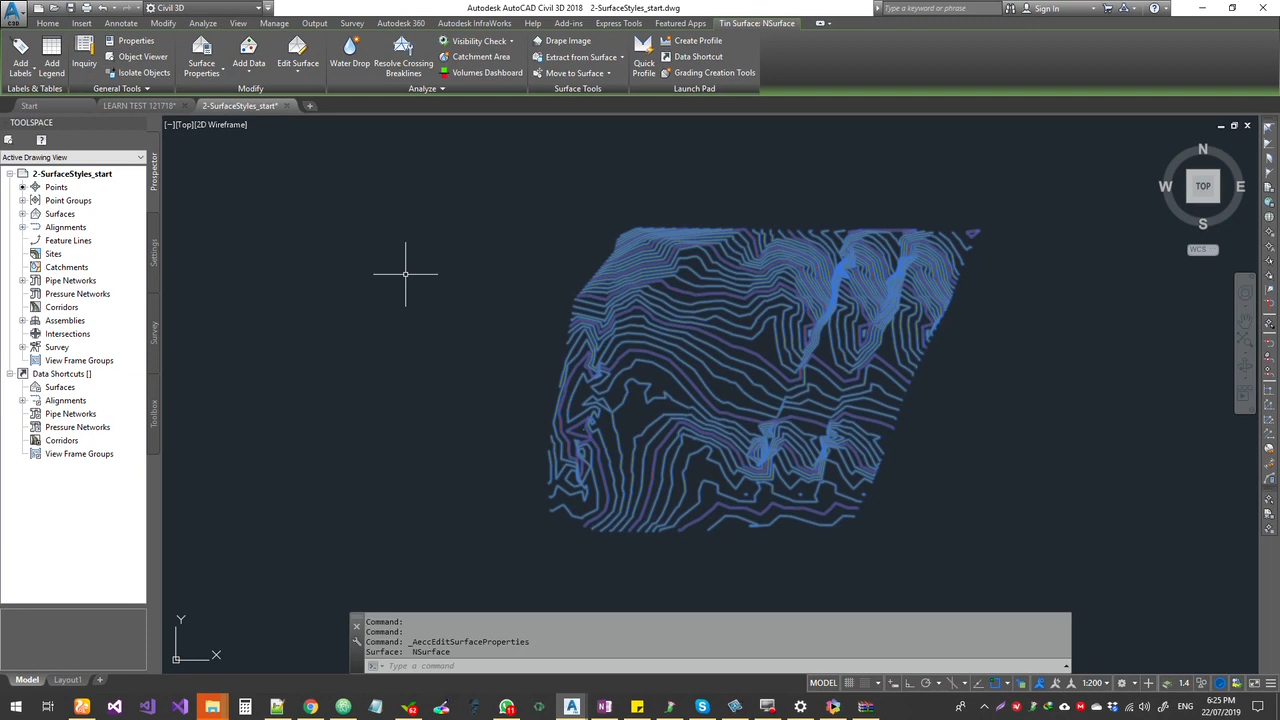 Civil 3D
Autodesk AutoCAD Civil 3D 2018 2-SurfaceStyles_start.dwg
Type a keyword or phrase
Sign In
C3D
Home Insert Annotate Modify Analyze View Manage Output Survey Autodesk 360 Autodesk InfraWorks Help Add-ins Express Tools Featured Apps Tin Surface: NSurface
Add Labels
Add Legend
Inquiry
Properties
Object Viewer
Isolate Objects
Surface Properties
Add Data
Edit Surface
Water Drop
Resolve Crossing Breaklines
Visibility Check
Catchment Area
Volumes Dashboard
Drape Image
Extract from Surface
Move to Surface
Quick Profile
Create Profile
Data Shortcut
Grading Creation Tools
Labels & Tables General Tools Modify Analyze Surface Tools Launch Pad
Start LEARN TEST 121718* 2-SurfaceStyles_start*
TOOLSPACE
[−][Top][2D Wireframe]
Active Drawing View
Prospector
Settings
Survey
Toolbox
2-SurfaceStyles_start
Points
Point Groups
Surfaces
Alignments
Feature Lines
Sites
Catchments
Pipe Networks
Pressure Networks
Corridors
Assemblies
Intersections
Survey
View Frame Groups
Data Shortcuts []
Surfaces
Alignments
Pipe Networks
Pressure Networks
Corridors
View Frame Groups
N
W TOP E
S
WCS
Y
X
Command:
Command:
Command: _AeccEditSurfaceProperties
Surface: NSurface
Type a command
Model Layout1
MODEL
1:200
1:4
62
11
ENG
6:25 PM
22/07/2019